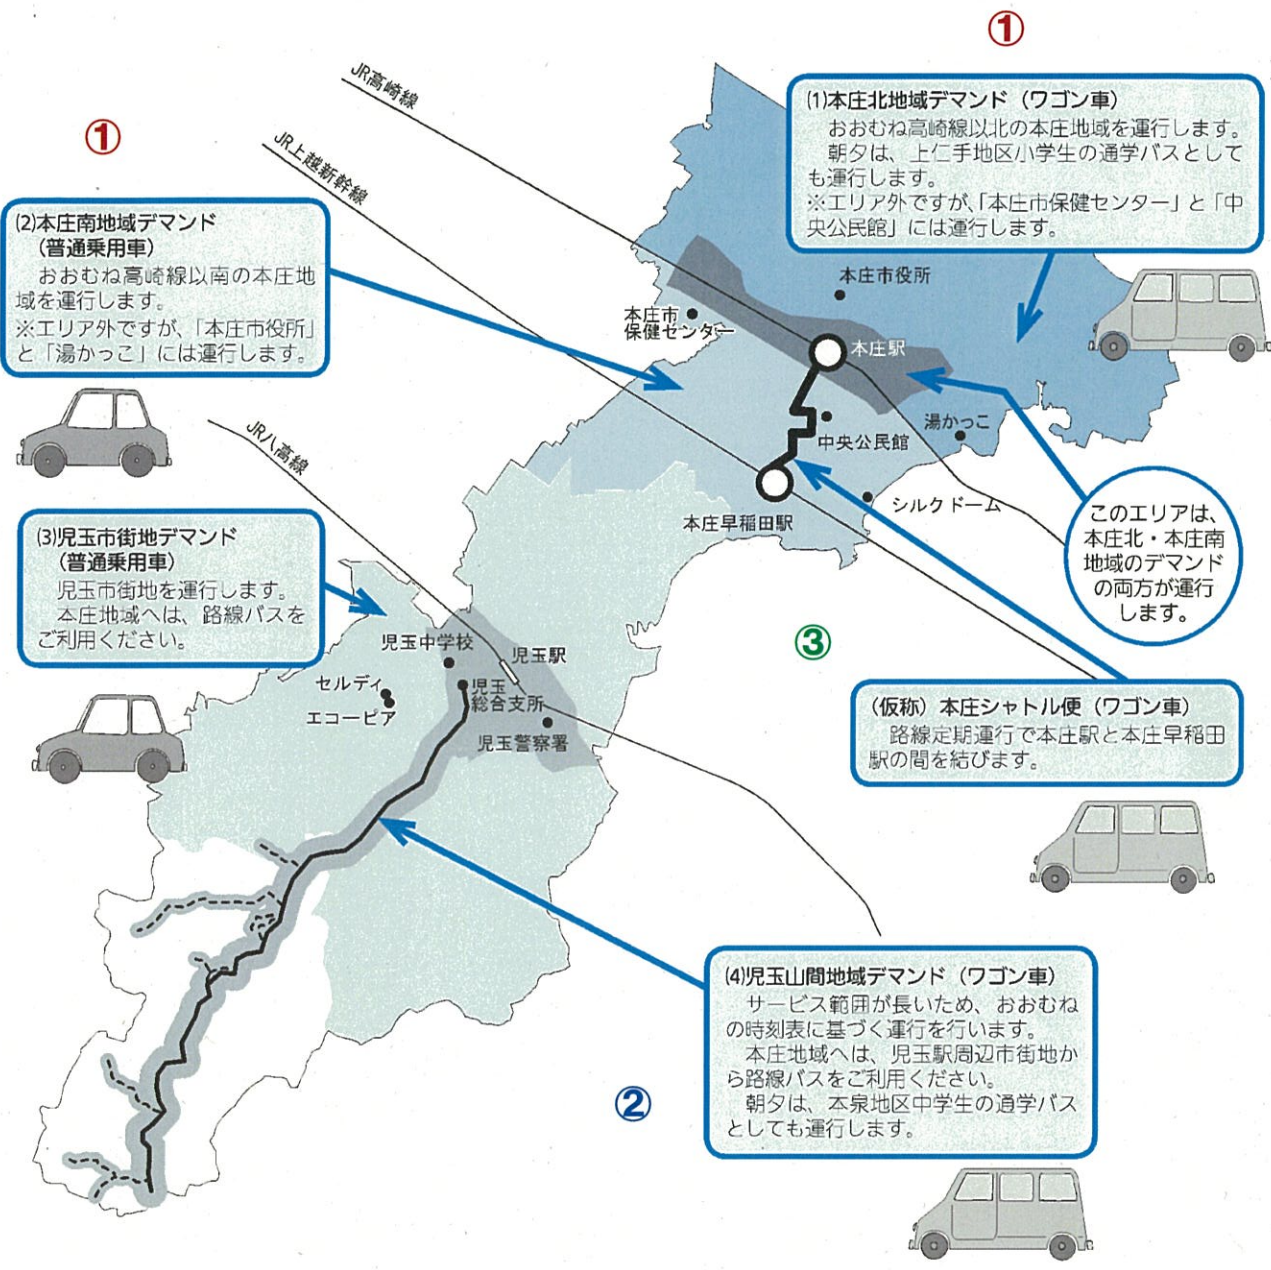 ①
JR高崎線
(1)本庄北地域デマンド（ワゴン車）
おおむね高崎線以北の本庄地域を運行します。
朝夕は、上仁手地区小学生の通学バスとして
も運行します。
※エリア外ですが、「本庄市保健センター」と「中
央公民館」には運行します。
①
JR上越新幹線
(2)本庄南地域デマンド
（普通乗用車）
おおむね高崎線以南の本庄地
域を運行します。
※エリア外ですが、「本庄市役所」
と「湯かっこ」には運行します。
本庄市役所
本庄市
保健センター
本庄駅
湯かっこ
中央公民館
シルクドーム
本庄早稲田駅
このエリアは、
本庄北・本庄南
地域のデマンド
の両方が運行
します。
JR八高線
(3)児玉市街地デマンド
（普通乗用車）
児玉市街地を運行します。
本庄地域へは、路線バスを
ご利用ください。
児玉中学校
児玉駅
セルディ
エコーピア
児玉
総合支所
児玉警察署
③
（仮称）本庄シャトル便（ワゴン車）
路線定期運行で本庄駅と本庄早稲田
駅の間を結びます。
②
(4)児玉山間地域デマンド（ワゴン車）
サービス範囲が長いため、おおむね
の時刻表に基づく運行を行います。
本庄地域へは、児玉駅周辺市街地か
ら路線バスをご利用ください。
朝夕は、本泉地区中学生の通学バス
としても運行します。